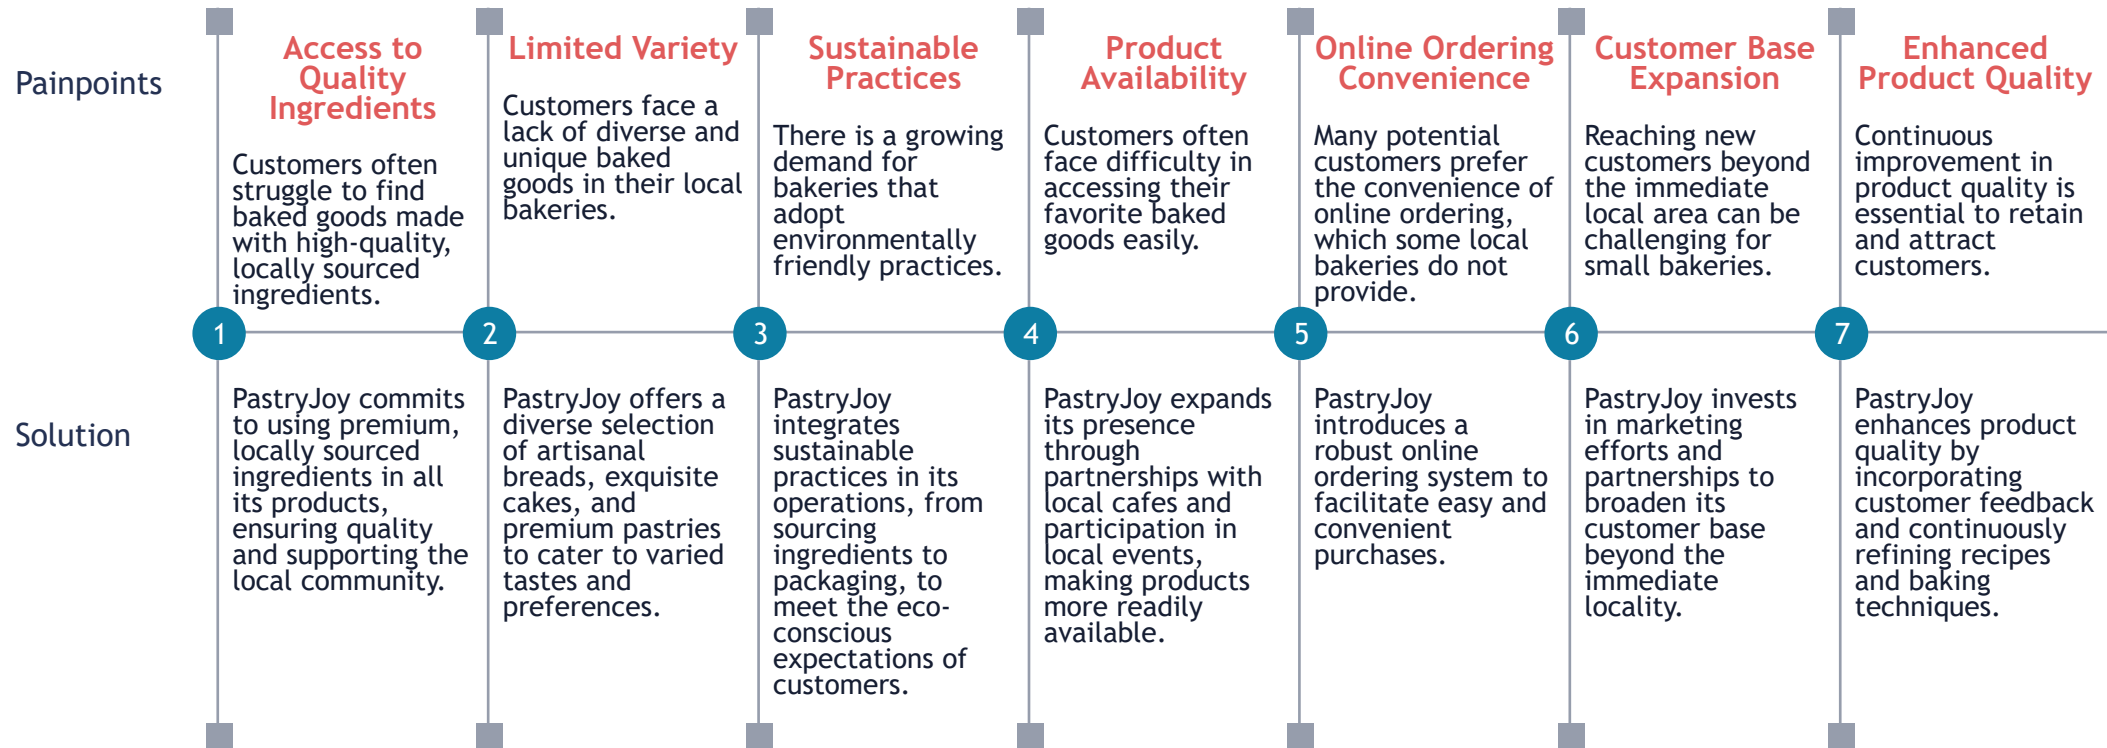 Painpoints
Access to
Quality
Ingredients
Customers often
struggle to find
baked goods made
with high-quality,
locally sourced
ingredients.
Limited Variety
Customers face a
lack of diverse and
unique baked
goods in their local
bakeries.
Sustainable
Practices
There is a growing
demand for
bakeries that
adopt
environmentally
friendly practices.
Product
Availability
Customers often
face difficulty in
accessing their
favorite baked
goods easily.
Online Ordering
Convenience
Many potential
customers prefer
the convenience of
online ordering,
which some local
bakeries do not
provide.
Customer Base
Expansion
Reaching new
customers beyond
the immediate
local area can be
challenging for
small bakeries.
Enhanced
Product Quality
Continuous
improvement in
product quality is
essential to retain
and attract
customers.
1
2
3
4
5
6
7
Solution
PastryJoy commits
to using premium,
locally sourced
ingredients in all
its products,
ensuring quality
and supporting the
local community.
PastryJoy offers a
diverse selection
of artisanal
breads, exquisite
cakes, and
premium pastries
to cater to varied
tastes and
preferences.
PastryJoy
integrates
sustainable
practices in its
operations, from
sourcing
ingredients to
packaging, to
meet the eco-
conscious
expectations of
customers.
PastryJoy expands
its presence
through
partnerships with
local cafes and
participation in
local events,
making products
more readily
available.
PastryJoy
introduces a
robust online
ordering system to
facilitate easy and
convenient
purchases.
PastryJoy invests
in marketing
efforts and
partnerships to
broaden its
customer base
beyond the
immediate
locality.
PastryJoy
enhances product
quality by
incorporating
customer feedback
and continuously
refining recipes
and baking
techniques.